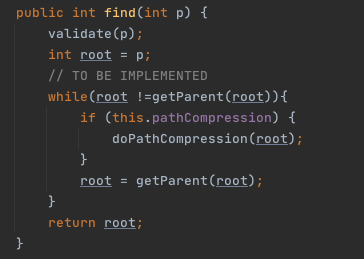 public int find(int p) {
    validate(p);
    int root = p;
    // TO BE IMPLEMENTED
    while(root !=getParent(root)){
        if (this.pathCompression) {
            doPathCompression(root);
        }
        root = getParent(root);
    }
    return root;
}